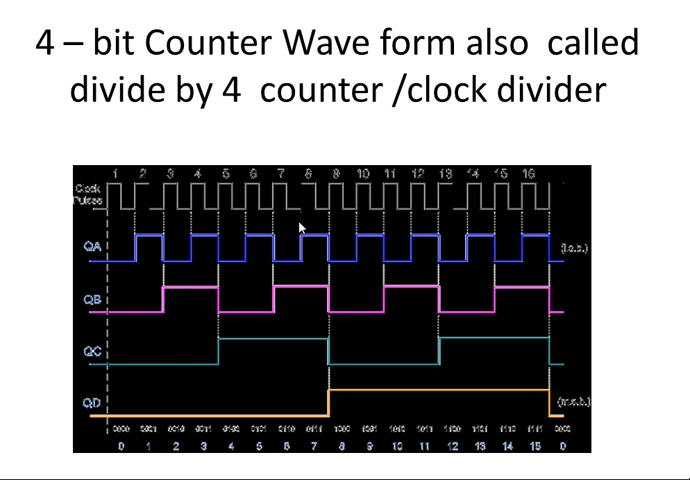 4 – bit Counter Wave form also called
divide by 4 counter /clock divider
1 2 3 4 5 6 7 8 9 10 11 12 13 14 15 16
Clock
Pulses
QA (l.s.b.)
QB
QC
QD (m.s.b.)
0000 0001 0010 0011 0100 0101 0110 0111 1000 1001 1010 1011 1100 1101 1110 1111 0000
0 1 2 3 4 5 6 7 8 9 10 11 12 13 14 15 0